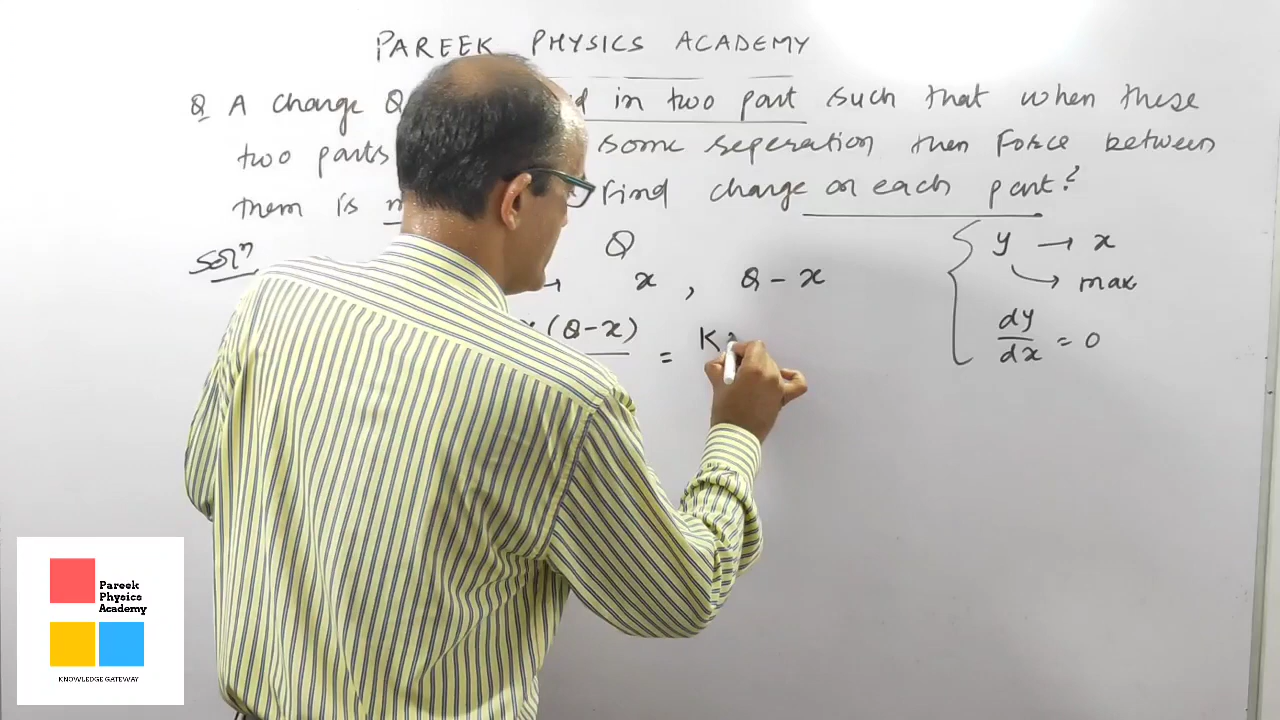 PAREEK PHYSICS ACADEMY
Q A change Q in two part such that when these
two parts some seperation then Force between
them is Find charge on each part?
Solⁿ Q y → x
→ x , Q - x → max
(Q-x) = K dy/dx = 0
Pareek
Physics
Academy
KNOWLEDGE GATEWAY